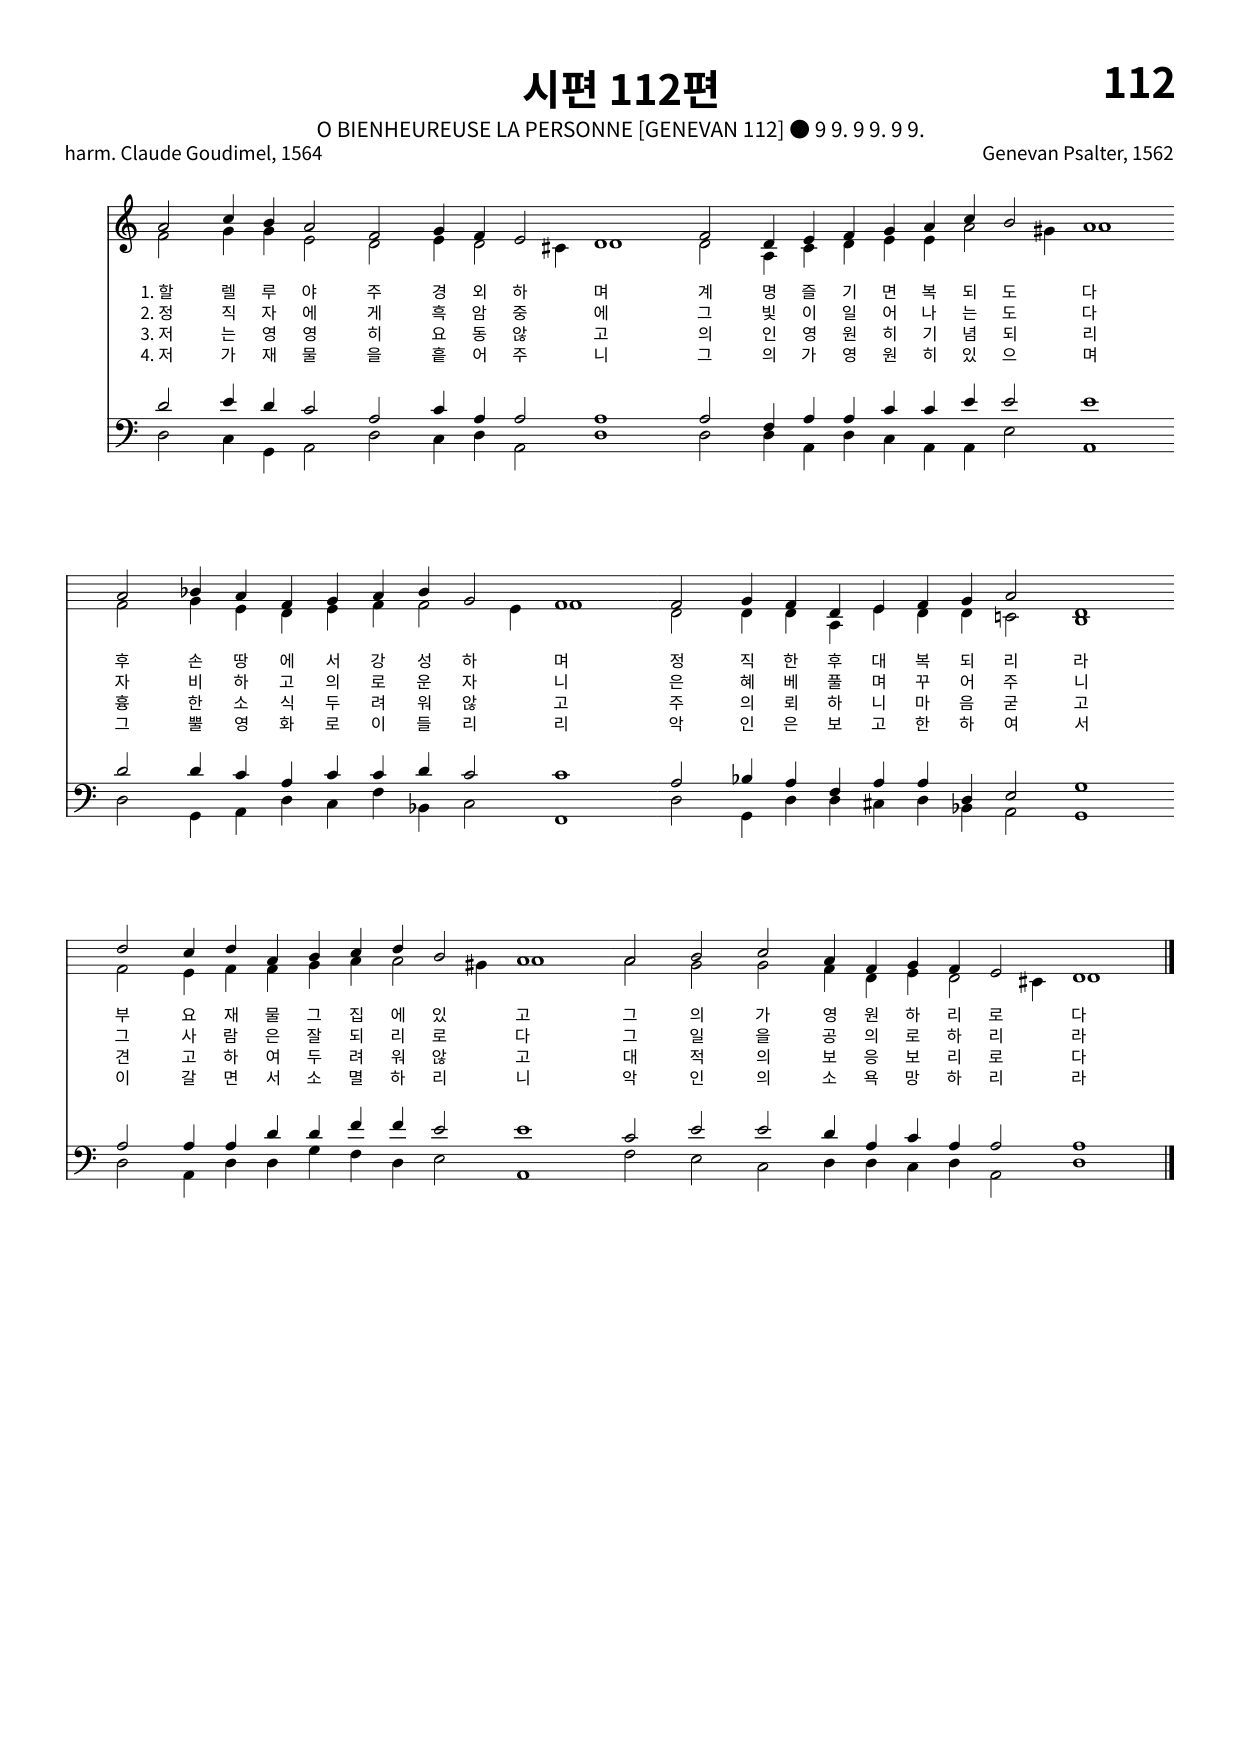 시편 112편
112
O BIENHEUREUSE LA PERSONNE [GENEVAN 112] ● 9 9. 9 9. 9 9.
harm. Claude Goudimel, 1564
Genevan Psalter, 1562
1. 할 렐 루 야 주 경 외 하 며 계 명 즐 기 면 복 되 도 다
2. 정 직 자 에 게 흑 암 중 에 그 빛 이 일 어 나 는 도 다
3. 저 는 영 영 히 요 동 않 고 의 인 영 원 히 기 념 되 리
4. 저 가 재 물 을 흩 어 주 니 그 의 가 영 원 히 있 으 며
후 손 땅 에 서 강 성 하 며 정 직 한 후 대 복 되 리 라
자 비 하 고 의 로 운 자 니 은 혜 베 풀 며 꾸 어 주 니
흉 한 소 식 두 려 워 않 고 주 의 뢰 하 니 마 음 굳 고
그 뿔 영 화 로 이 들 리 리 악 인 은 보 고 한 하 여 서
부 요 재 물 그 집 에 있 고 그 의 가 영 원 하 리 로 다
그 사 람 은 잘 되 리 로 다 그 일 을 공 의 로 하 리 라
견 고 하 여 두 려 워 않 고 대 적 의 보 응 보 리 로 다
이 갈 면 서 소 멸 하 리 니 악 인 의 소 욕 망 하 리 라